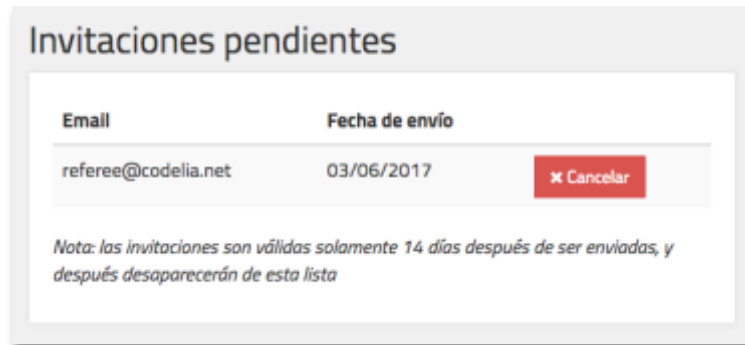 Invitaciones pendientes
Email Fecha de envío
referee@codelia.net 03/06/2017 × Cancelar
Nota: las invitaciones son válidas solamente 14 días después de ser enviadas, y
después desaparecerán de esta lista